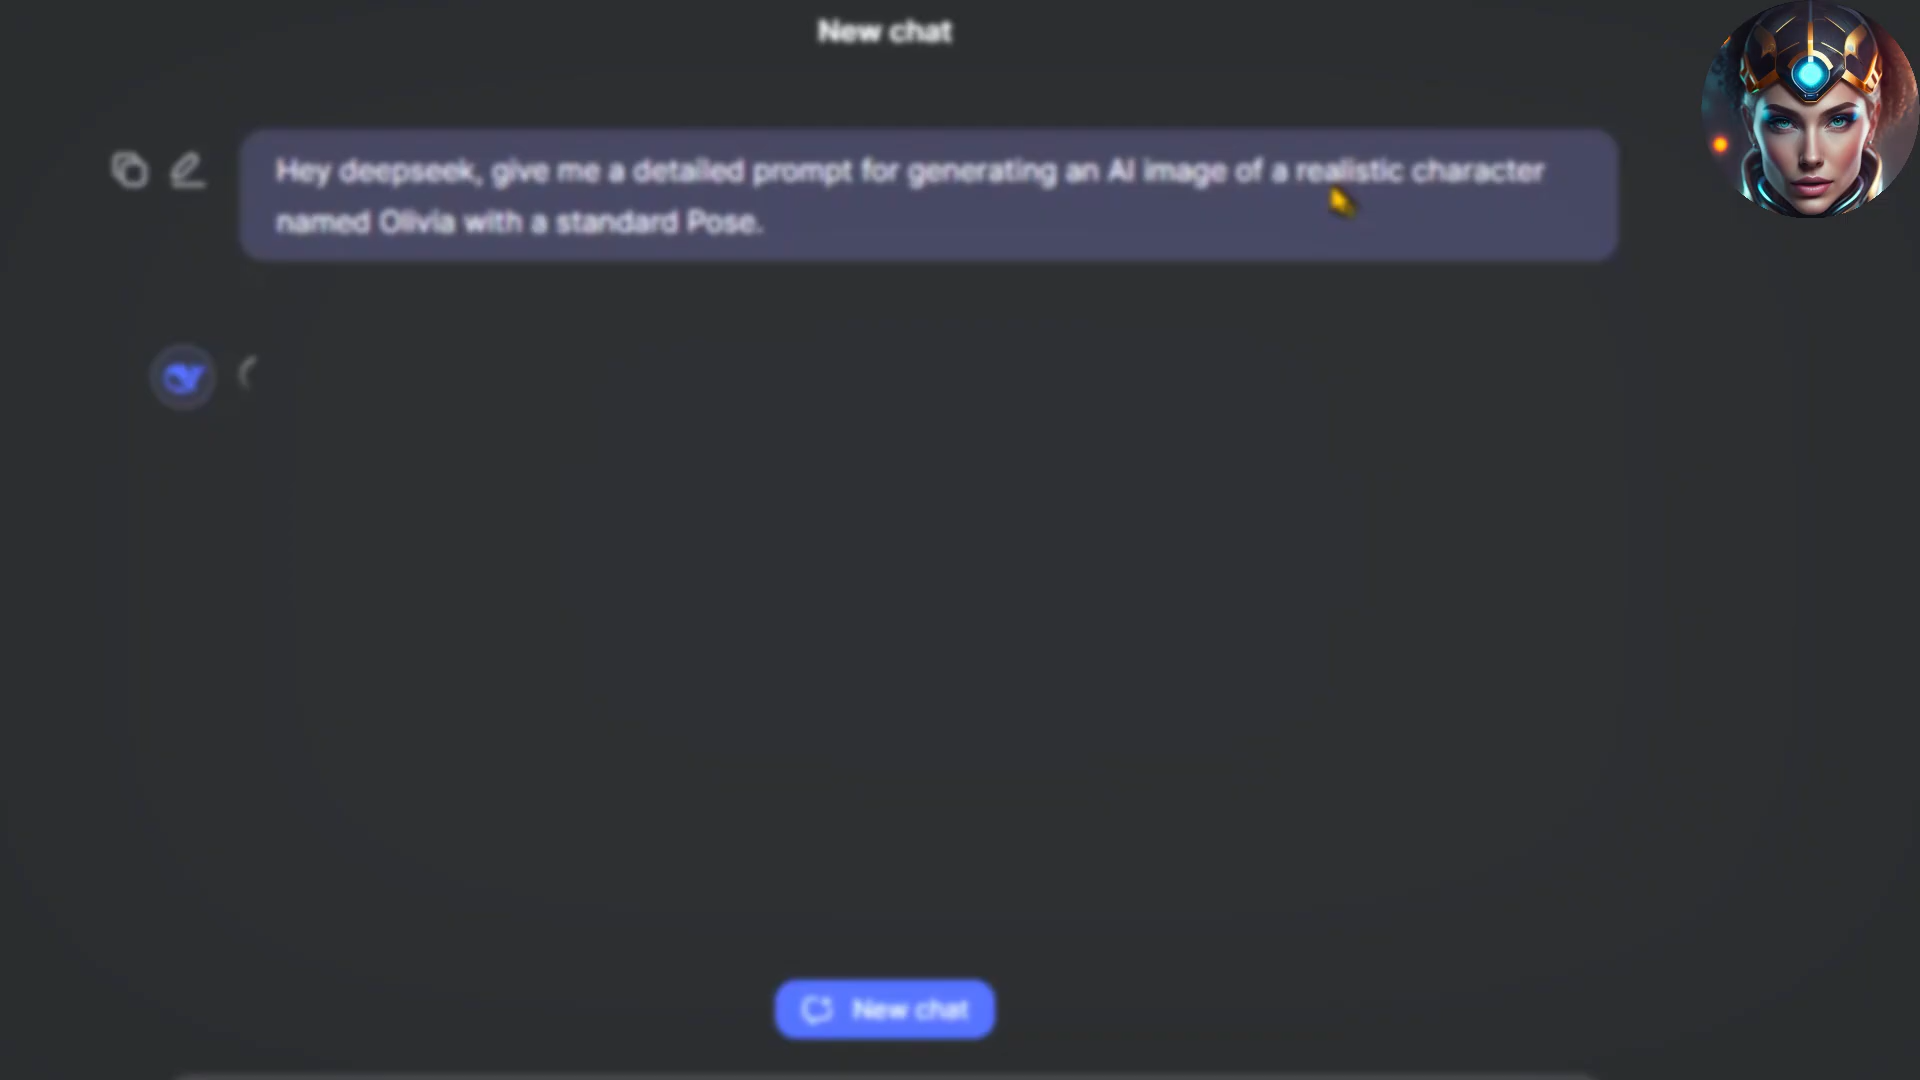 New chat
Hey deepseek, give me a detailed prompt for generating an AI image of a realistic character
named Olivia with a standard Pose.
New chat